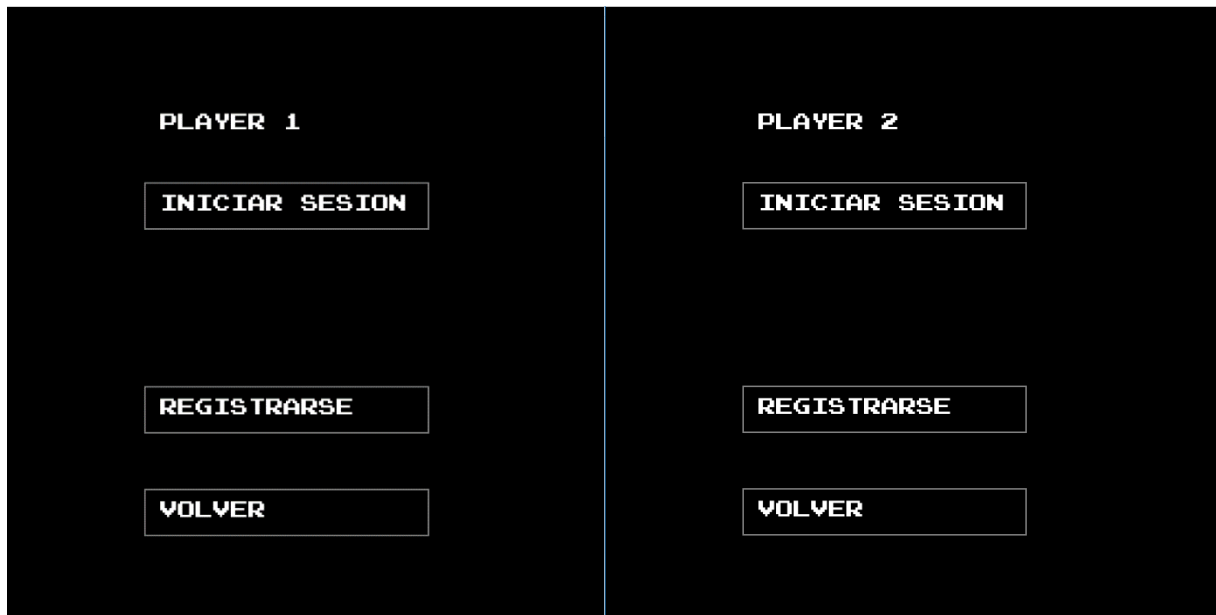 PLAYER 1
INICIAR SESION
REGISTRARSE
VOLVER
PLAYER 2
INICIAR SESION
REGISTRARSE
VOLVER